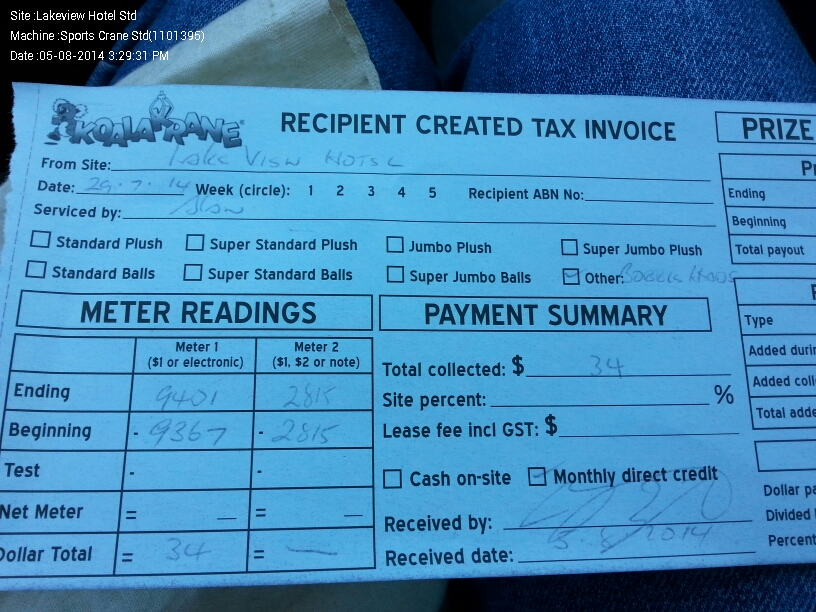 Site :Lakeview Hotel Std
Machine :Sports Crane Std(1101395)
Date :05-08-2014 3:29:31 PM
KOALA KRANE
RECIPIENT CREATED TAX INVOICE
PRIZE
From Site: Lake View Hotel
Date: 29.7.14 Week (circle): 1 2 3 4 5 Recipient ABN No:
Serviced by: Alan
Ending
Beginning
Total payout
Standard Plush Super Standard Plush Jumbo Plush Super Jumbo Plush
Standard Balls Super Standard Balls Super Jumbo Balls Other:
METER READINGS
Meter 1 Meter 2
($1 or electronic) ($1, $2 or note)
Ending 9401 2815
Beginning - 9367 - 2815
Test - -
Net Meter = — = —
Dollar Total = 34 = —
PAYMENT SUMMARY
Total collected: $ 34
Site percent: %
Lease fee incl GST: $
Cash on-site Monthly direct credit
Received by:
Received date: 5.8.2014
Type
Added
Added
Total
Dollar
Divided
Percent